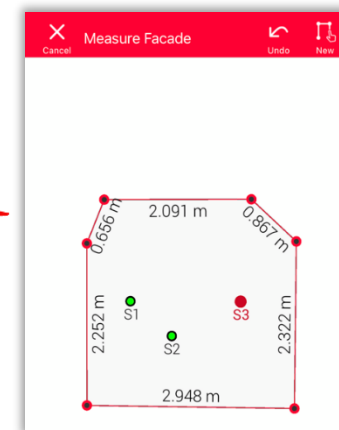 Measure Facade
Cancel
Undo
New
2.091 m
0.656 m
0.867 m
2.252 m
S1
S2
S3
2.322 m
2.948 m